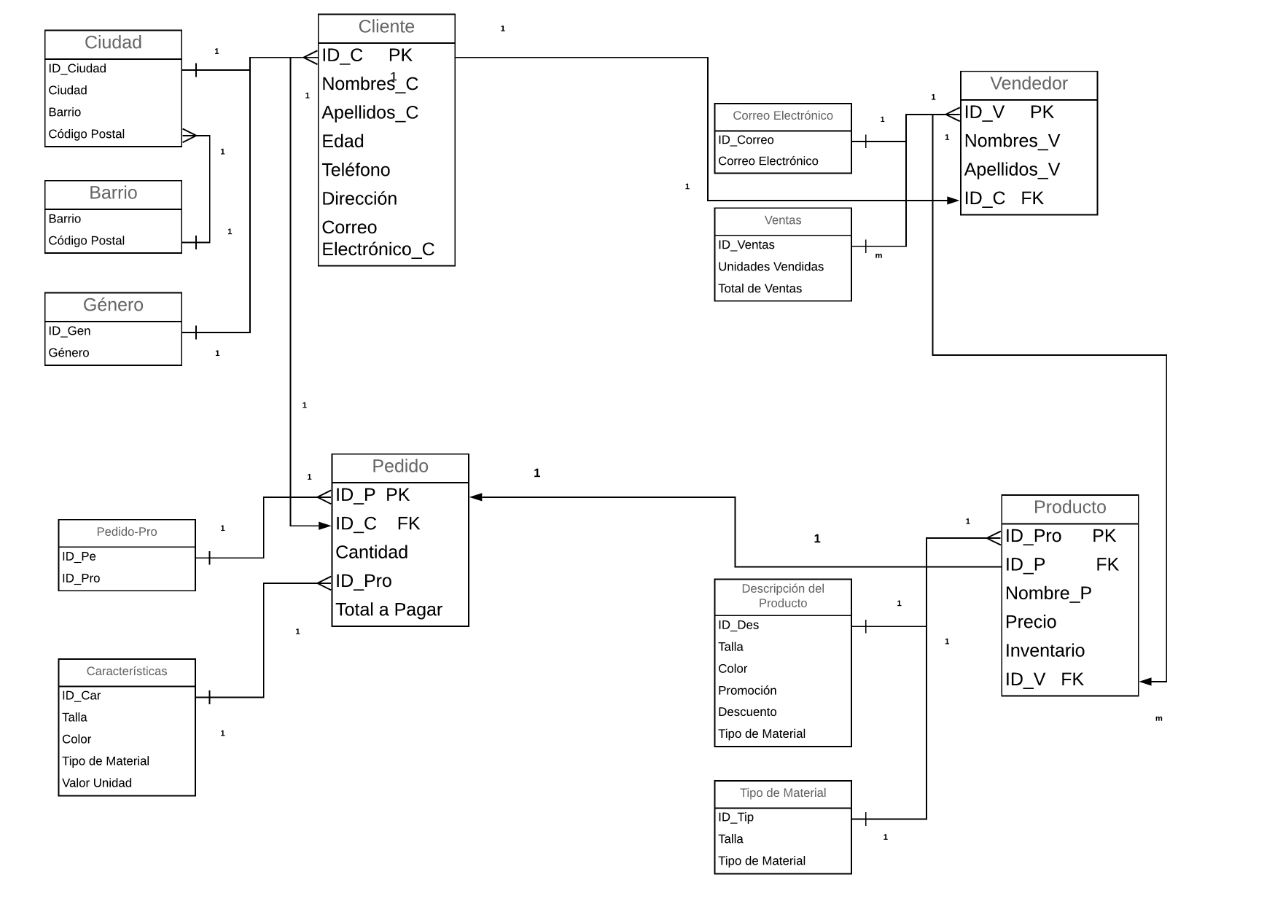 Ciudad
ID_Ciudad
Ciudad
Barrio
Código Postal
1
1
Barrio
Barrio
Código Postal
1
Género
ID_Gen
Género
1
Cliente
ID_C PK
1
Nombres_C
Apellidos_C
Edad
Teléfono
Dirección
Correo
Electrónico_C
1
1
1
1
Correo Electrónico
ID_Correo
Correo Electrónico
1
Ventas
ID_Ventas
Unidades Vendidas
Total de Ventas
m
Vendedor
ID_V PK
Nombres_V
Apellidos_V
ID_C FK
1
1
Pedido
ID_P PK
ID_C FK
Cantidad
ID_Pro
Total a Pagar
1
1
1
Pedido-Pro
ID_Pe
ID_Pro
1
Características
ID_Car
Talla
Color
Tipo de Material
Valor Unidad
1
1
Producto
ID_Pro PK
ID_P FK
Nombre_P
Precio
Inventario
ID_V FK
1
m
Descripción del
Producto
ID_Des
Talla
Color
Promoción
Descuento
Tipo de Material
1
1
Tipo de Material
ID_Tip
Talla
Tipo de Material
1